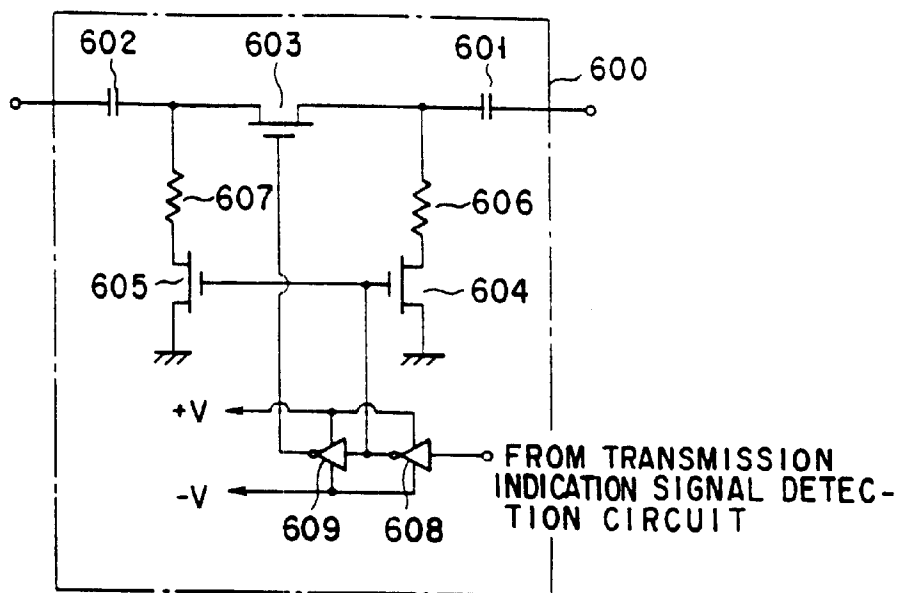 602
603
601
600
607
606
605
604
+V
-V
609
608
FROM TRANSMISSION
INDICATION SIGNAL DETEC-
TION CIRCUIT